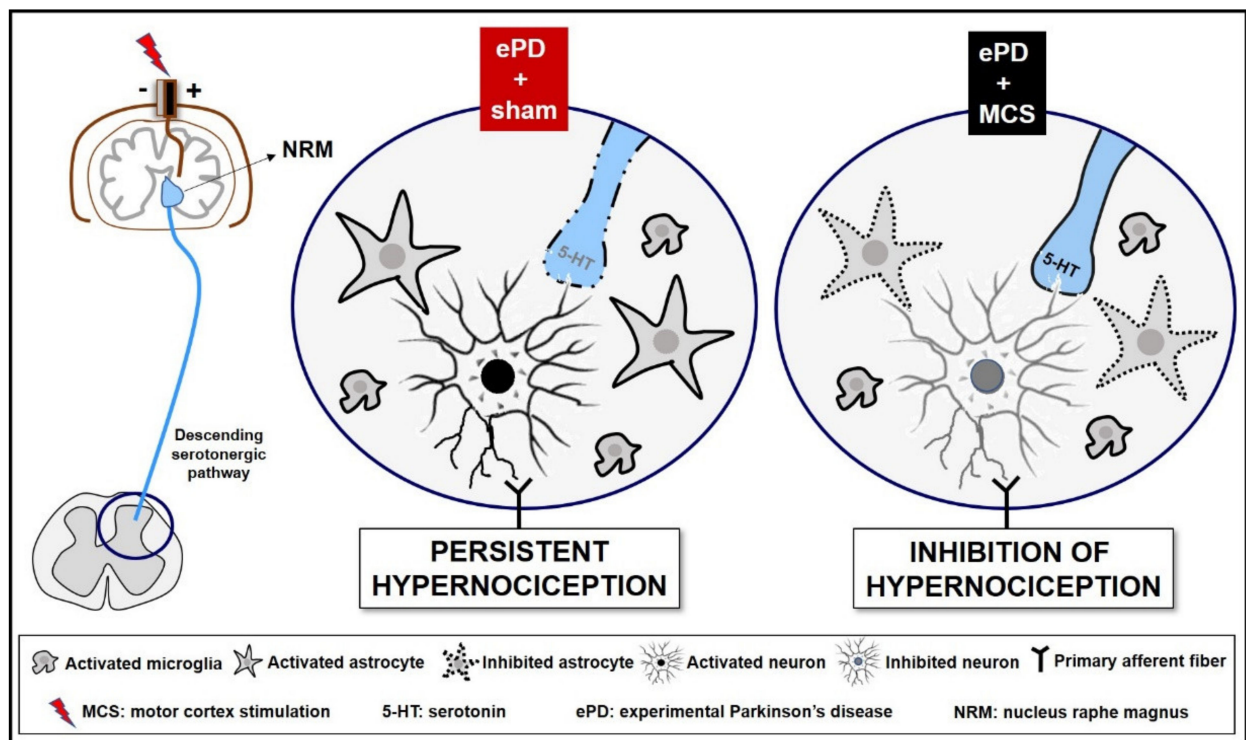 - +
NRM
Descending
serotonergic
pathway
ePD
+
sham
5-HT
PERSISTENT
HYPERNOCICEPTION
ePD
+
MCS
5-HT
INHIBITION OF
HYPERNOCICEPTION
Activated microglia Activated astrocyte Inhibited astrocyte Activated neuron Inhibited neuron Primary afferent fiber
MCS: motor cortex stimulation 5-HT: serotonin ePD: experimental Parkinson's disease NRM: nucleus raphe magnus